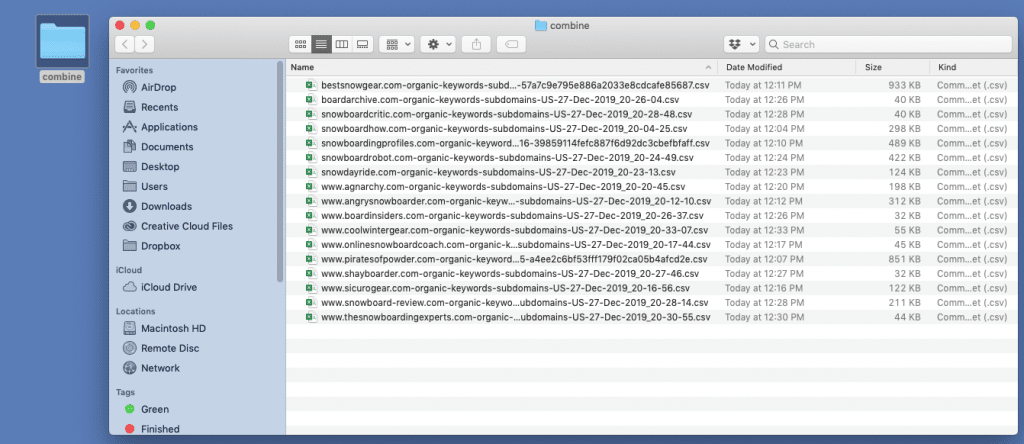 combine
combine
Search
Favorites
AirDrop
Recents
Applications
Documents
Desktop
Users
Downloads
Creative Cloud Files
Dropbox
iCloud
iCloud Drive
Locations
Macintosh HD
Remote Disc
Network
Tags
Green
Finished
Name Date Modified Size Kind
bestsnowgear.com-organic-keywords-subd...-57a7c9e795e886a2033e8cdcafe85687.csv Today at 12:11 PM 933 KB Comm...et (.csv)
boardarchive.com-organic-keywords-subdomains-US-27-Dec-2019_20-26-04.csv Today at 12:26 PM 40 KB Comm...et (.csv)
snowboardcritic.com-organic-keywords-subdomains-US-27-Dec-2019_20-28-48.csv Today at 12:28 PM 40 KB Comm...et (.csv)
snowboardhow.com-organic-keywords-subdomains-US-27-Dec-2019_20-04-25.csv Today at 12:04 PM 298 KB Comm...et (.csv)
snowboardingprofiles.com-organic-keyword...16-39859114fefc887f6d92dc3cbefbfaff.csv Today at 12:10 PM 489 KB Comm...et (.csv)
snowboardrobot.com-organic-keywords-subdomains-US-27-Dec-2019_20-24-49.csv Today at 12:24 PM 422 KB Comm...et (.csv)
snowdayride.com-organic-keywords-subdomains-US-27-Dec-2019_20-23-13.csv Today at 12:23 PM 124 KB Comm...et (.csv)
www.agnarchy.com-organic-keywords-subdomains-US-27-Dec-2019_20-20-45.csv Today at 12:20 PM 198 KB Comm...et (.csv)
www.angrysnowboarder.com-organic-keyw...-subdomains-US-27-Dec-2019_20-12-10.csv Today at 12:12 PM 312 KB Comm...et (.csv)
www.boardinsiders.com-organic-keywords-subdomains-US-27-Dec-2019_20-26-37.csv Today at 12:26 PM 32 KB Comm...et (.csv)
www.coolwintergear.com-organic-keywords-subdomains-US-27-Dec-2019_20-33-07.csv Today at 12:33 PM 55 KB Comm...et (.csv)
www.onlinesnowboardcoach.com-organic-k...subdomains-US-27-Dec-2019_20-17-44.csv Today at 12:17 PM 45 KB Comm...et (.csv)
www.piratesofpowder.com-organic-keyword...5-a4ee2c6bf53fff179f02ca05b4afcd2e.csv Today at 12:07 PM 851 KB Comm...et (.csv)
www.shayboarder.com-organic-keywords-subdomains-US-27-Dec-2019_20-27-46.csv Today at 12:27 PM 32 KB Comm...et (.csv)
www.sicurogear.com-organic-keywords-subdomains-US-27-Dec-2019_20-16-56.csv Today at 12:16 PM 122 KB Comm...et (.csv)
www.snowboard-review.com-organic-keywo...ubdomains-US-27-Dec-2019_20-28-14.csv Today at 12:28 PM 211 KB Comm...et (.csv)
www.thesnowboardingexperts.com-organic-...ubdomains-US-27-Dec-2019_20-30-55.csv Today at 12:30 PM 44 KB Comm...et (.csv)